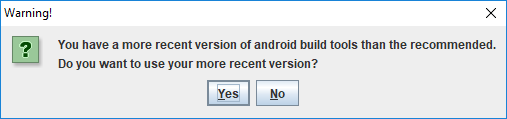 Warning!
You have a more recent version of android build tools than the recommended.
Do you want to use your more recent version?
Yes No